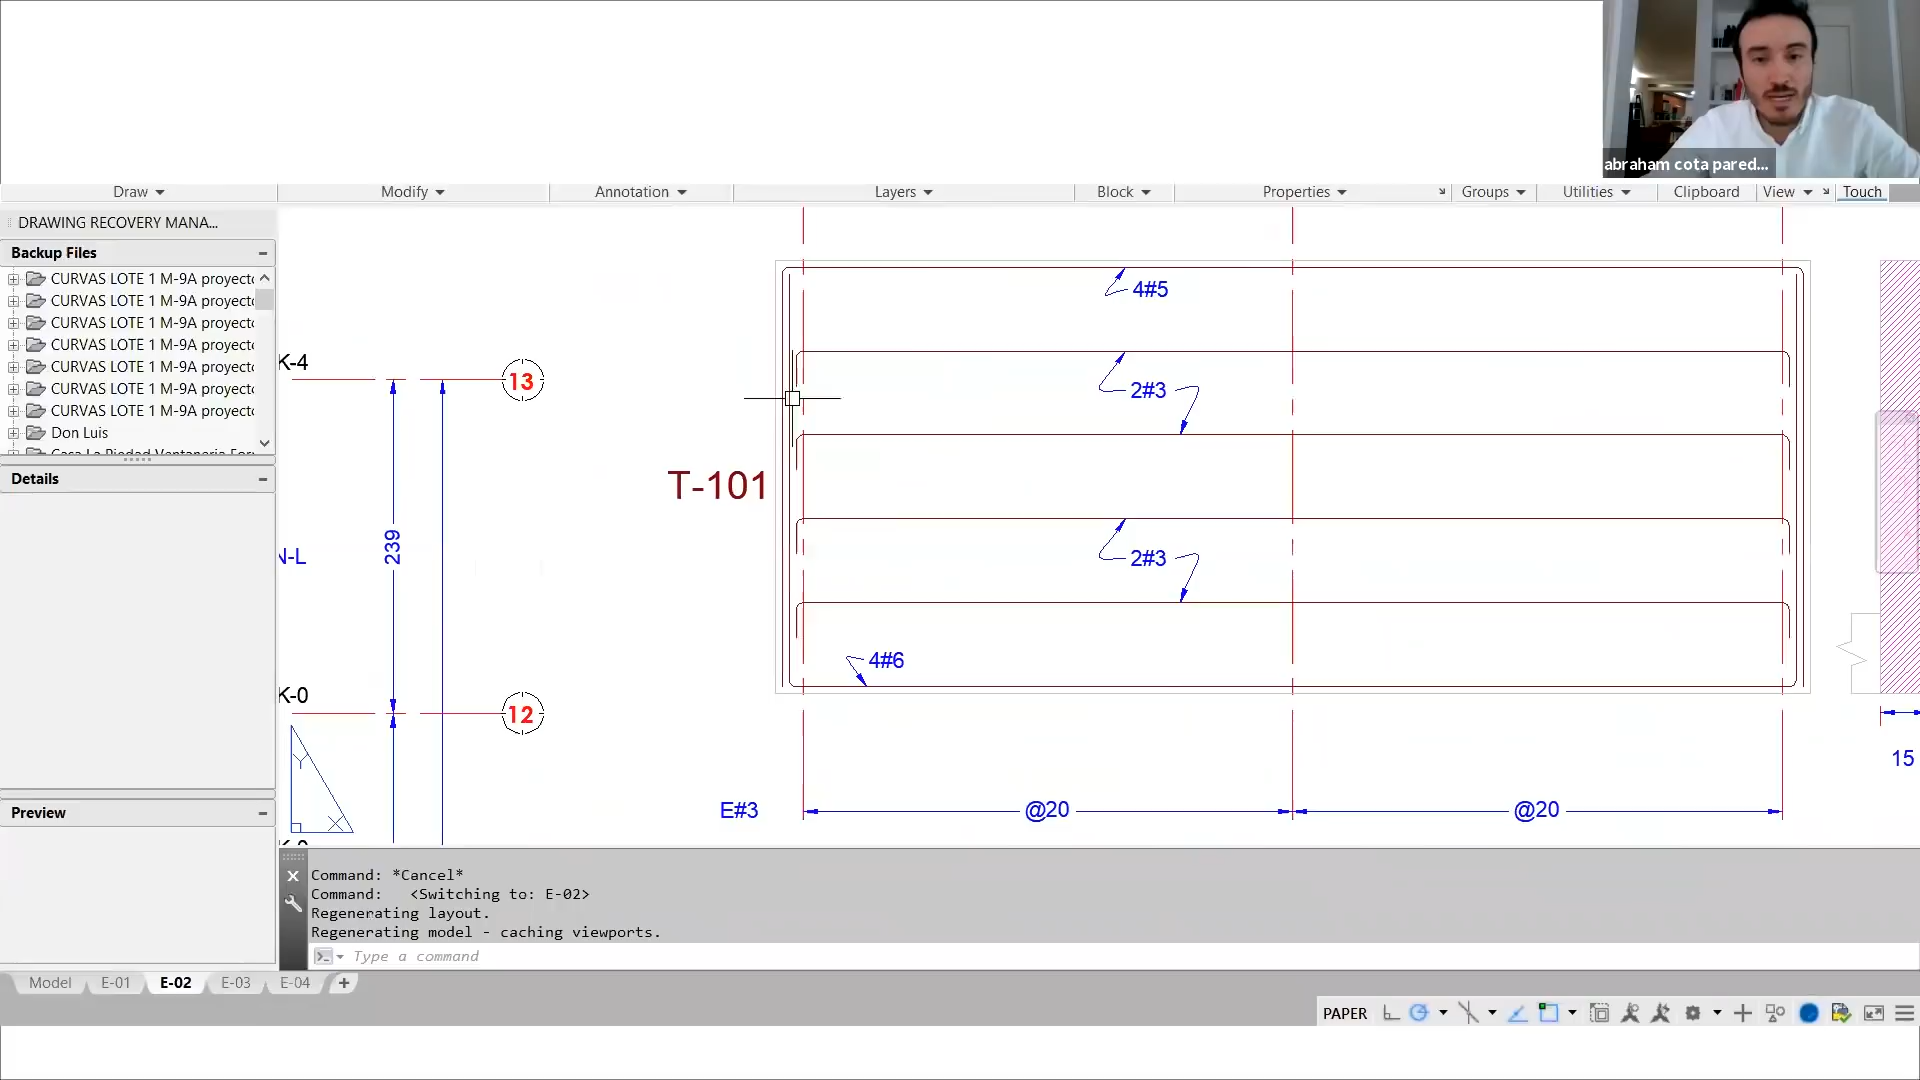 abraham cota pared...
Draw Modify Annotation Layers Block Properties Groups Utilities Clipboard View Touch
DRAWING RECOVERY MANA...
Backup Files
CURVAS LOTE 1 M-9A proyect
CURVAS LOTE 1 M-9A proyect
CURVAS LOTE 1 M-9A proyect
CURVAS LOTE 1 M-9A proyect
CURVAS LOTE 1 M-9A proyect
CURVAS LOTE 1 M-9A proyect
CURVAS LOTE 1 M-9A proyect
Don Luis
Details
Preview
K-4
13
239
N-L
K-0
12
Y
X
T-101
4#5
2#3
2#3
4#6
15
E#3 @20 @20
Command: *Cancel*
Command: <Switching to: E-02>
Regenerating layout.
Regenerating model - caching viewports.
Type a command
Model E-01 E-02 E-03 E-04 +
PAPER